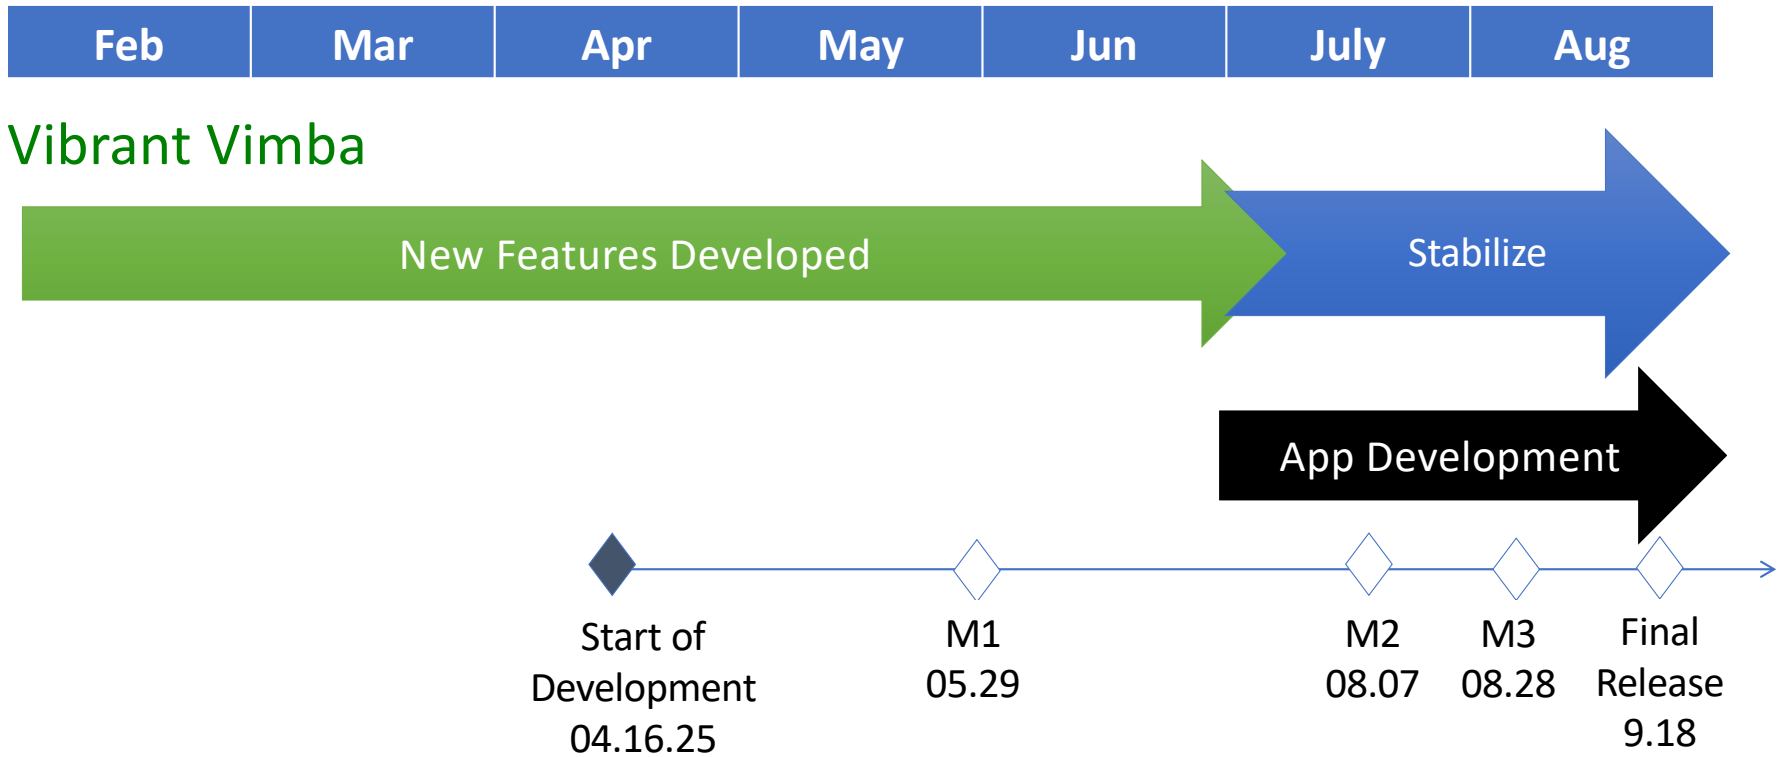 Feb Mar Apr May Jun July Aug
Vibrant Vimba
New Features Developed
Stabilize
App Development
Start of
Development
04.16.25
M1
05.29
M2
08.07
M3
08.28
Final
Release
9.18